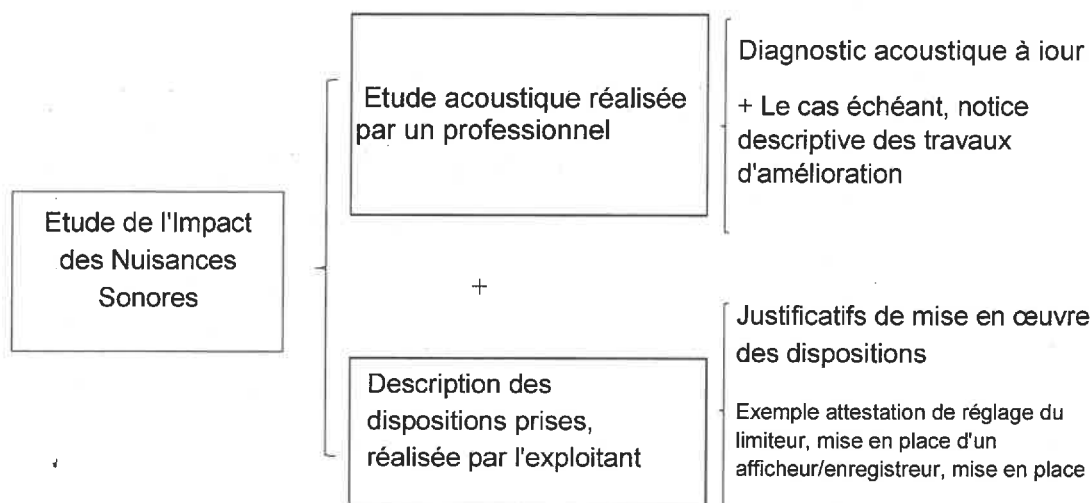 Etude de l'Impact
des Nuisances
Sonores
Etude acoustique réalisée
par un professionnel
Diagnostic acoustique à iour
+ Le cas échéant, notice
descriptive des travaux
d'amélioration
+
Description des
dispositions prises,
réalisée par l'exploitant
Justificatifs de mise en œuvre
des dispositions
Exemple attestation de réglage du
limiteur, mise en place d'un
afficheur/enregistreur, mise en place